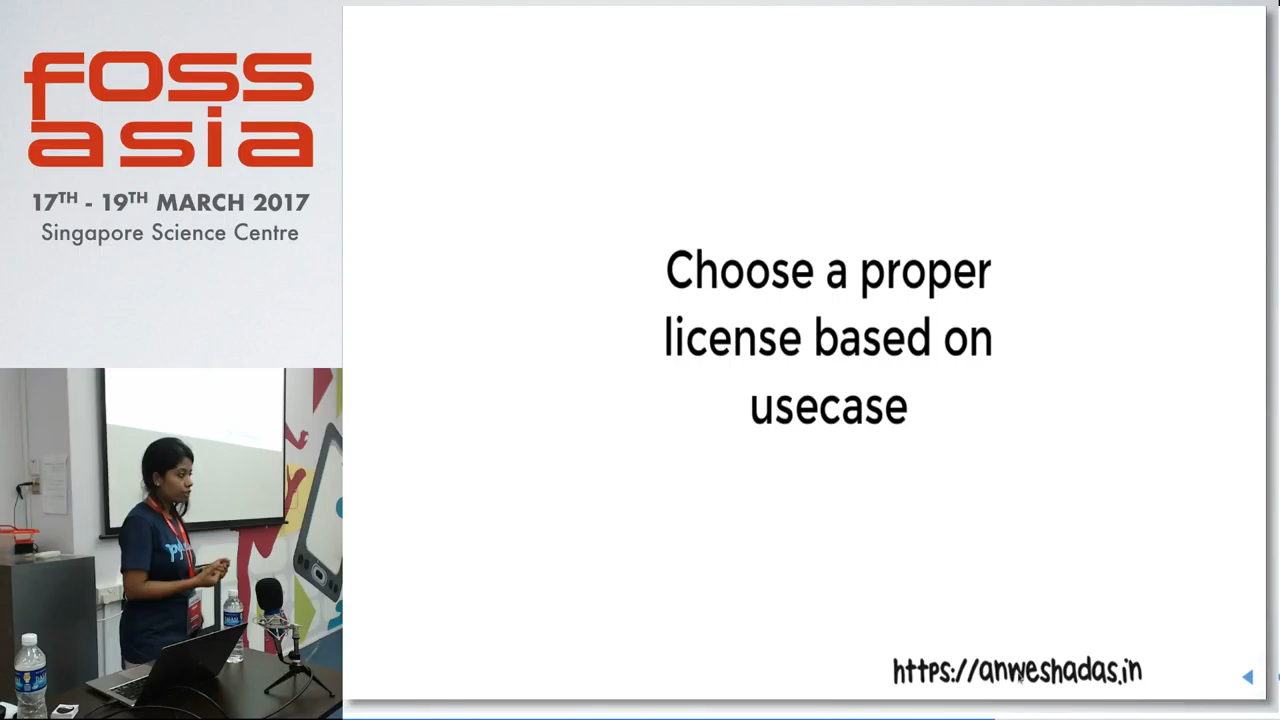 foss
asia
17TH - 19TH MARCH 2017
Singapore Science Centre
Choose a proper
license based on
usecase
https://anweshadas.in